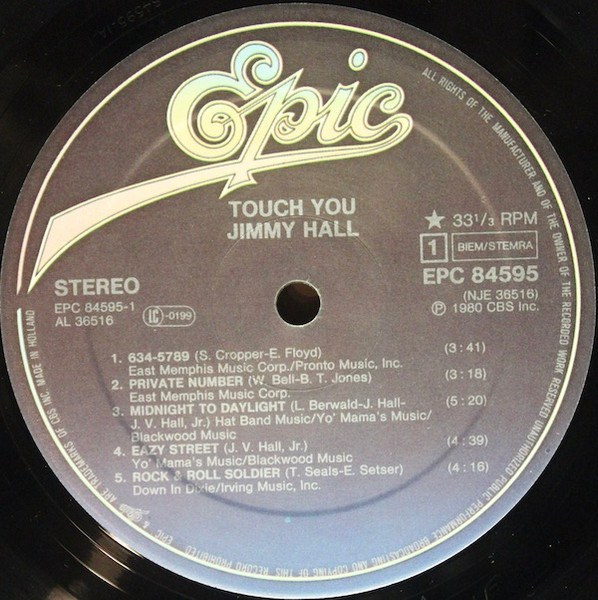 Epic
TOUCH YOU
JIMMY HALL
STEREO
EPC 84595-1
AL 36516
LC-0199
★ 33 1/3 RPM
1 BIEM/STEMRA
EPC 84595
(NJE 36516)
℗ 1980 CBS Inc.
1. 634-5789 (S. Cropper-E. Floyd) (3:41)
East Memphis Music Corp./Pronto Music, Inc.
2. PRIVATE NUMBER (W. Bell-B. T. Jones) (3:18)
East Memphis Music Corp.
3. MIDNIGHT TO DAYLIGHT (L. Berwald-J. Hall- (5:20)
J. V. Hall, Jr.) Hat Band Music/Yo' Mama's Music/
Blackwood Music
4. EAZY STREET (J. V. Hall, Jr.) (4:39)
Yo' Mama's Music/Blackwood Music
5. ROCK & ROLL SOLDIER (T. Seals-E. Setser) (4:16)
Down In Dixie/Irving Music, Inc.
ALL RIGHTS OF THE MANUFACTURER AND OF THE OWNER OF THE RECORDED WORK RESERVED UNAUTHORIZED PUBLIC PERFORMANCE BROADCASTING AND COPYING OF THIS RECORD PROHIBITED
EPIC & ARE TRADEMARKS OF CBS INC. MADE IN HOLLAND